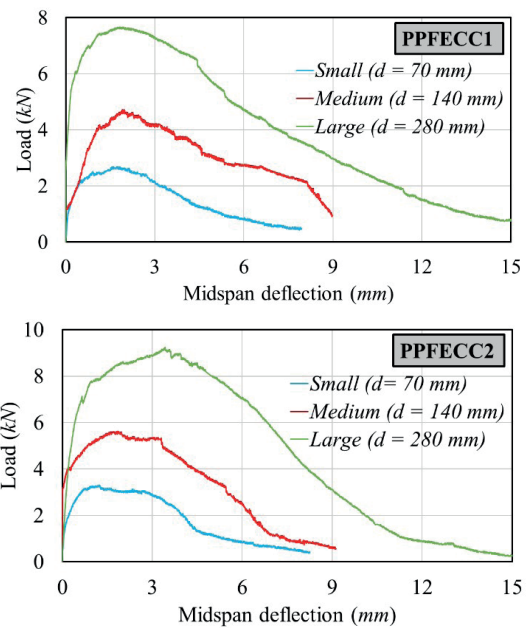 PPFECC1
8
6
4
2
0
Load (kN)
Small (d = 70 mm)
Medium (d = 140 mm)
Large (d = 280 mm)
0 3 6 9 12 15
Midspan deflection (mm)
PPFECC2
10
8
6
4
2
0
Load (kN)
Small (d= 70 mm)
Medium (d = 140 mm)
Large (d = 280 mm)
0 3 6 9 12 15
Midspan deflection (mm)